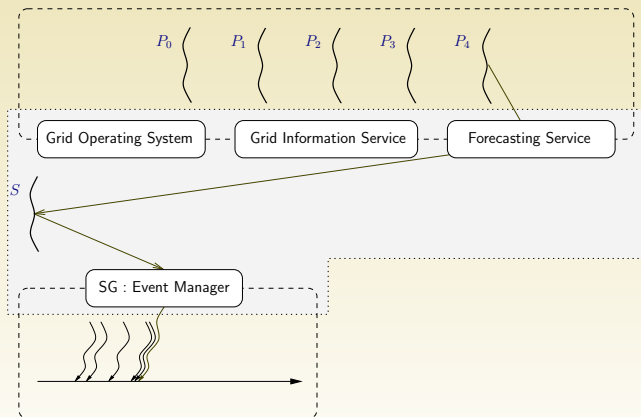 P0 P1 P2 P3 P4
Grid Operating System Grid Information Service Forecasting Service
S
SG : Event Manager